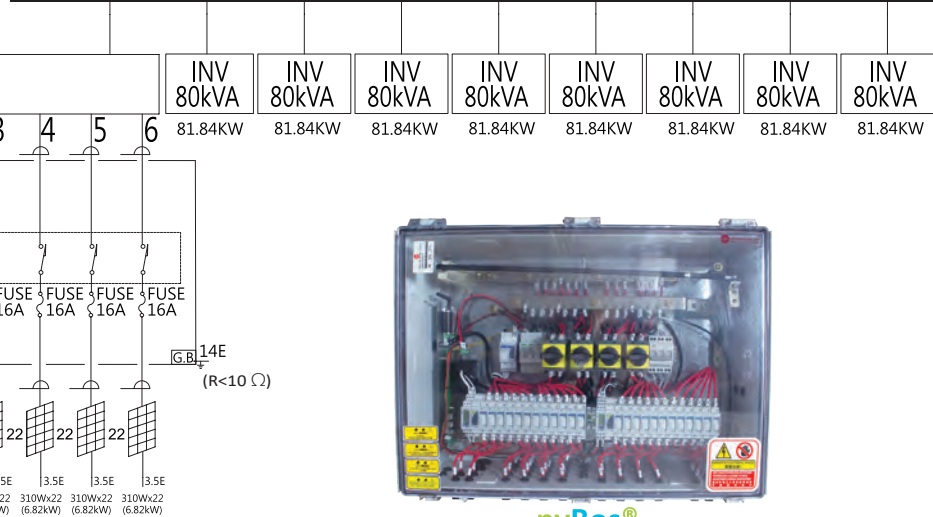 INV INV INV INV INV INV INV INV
80kVA 80kVA 80kVA 80kVA 80kVA 80kVA 80kVA 80kVA
81.84KW 81.84KW 81.84KW 81.84KW 81.84KW 81.84KW 81.84KW 81.84KW
3 4 5 6
FUSE FUSE FUSE FUSE
16A 16A 16A 16A
G.B 14E
(R<10 Ω)
22 22 22
5E 3.5E 3.5E 3.5E
22 310Wx22 310Wx22 310Wx22
W) (6.82kW) (6.82kW) (6.82kW)
pvBos®